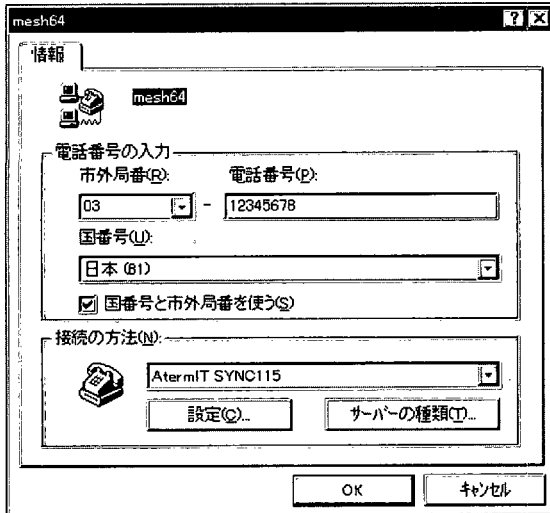 mesh64
情報
mesh64
電話番号の入力
市外局番(R): 電話番号(P):
03 - 12345678
国番号(U):
日本 (81)
国番号と市外局番を使う(S)
接続の方法(N):
AtermIT SYNC115
設定(C)... サーバーの種類(T)...
OK キャンセル